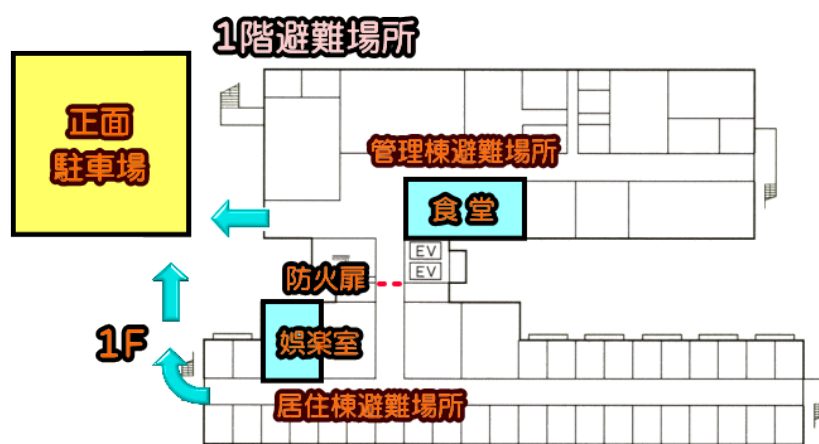 1階避難場所
正面
駐車場
管理棟避難場所
食堂
EV
EV
防火扉
1F
娯楽室
居住棟避難場所